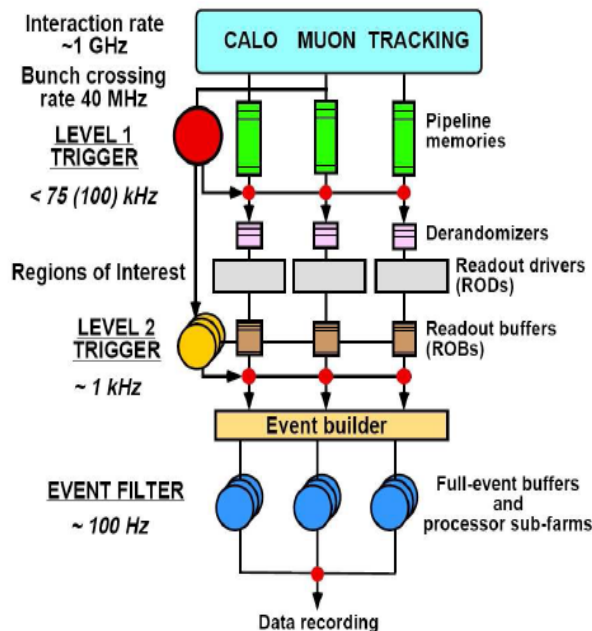 Interaction rate
~1 GHz
CALO MUON TRACKING
Bunch crossing
rate 40 MHz
Pipeline
memories
LEVEL 1
TRIGGER
< 75 (100) kHz
Derandomizers
Regions of Interest
Readout drivers
(RODs)
LEVEL 2
TRIGGER
Readout buffers
(ROBs)
~ 1 kHz
Event builder
EVENT FILTER
~ 100 Hz
Full-event buffers
and
processor sub-farms
Data recording